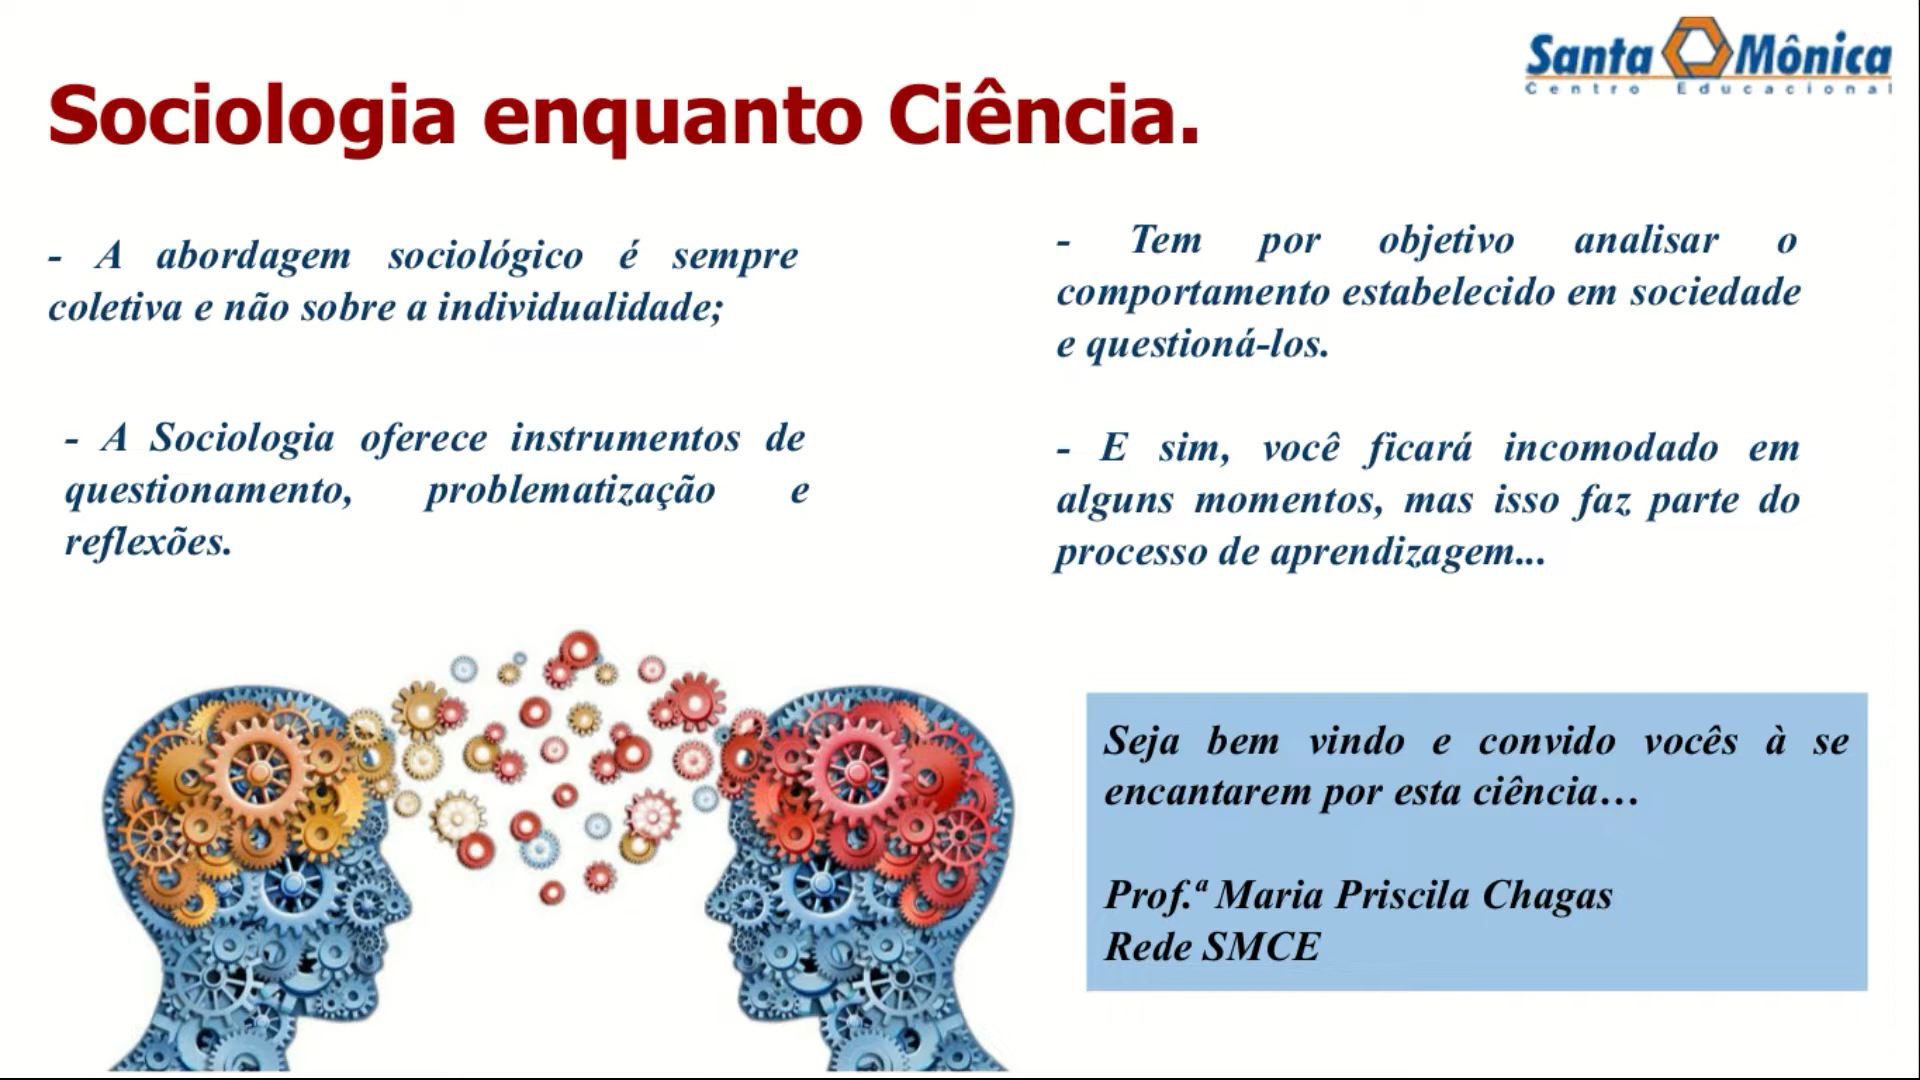 Santa Mônica
Centro Educacional
Sociologia enquanto Ciência.
- A abordagem sociológico é sempre
coletiva e não sobre a individualidade;
- A Sociologia oferece instrumentos de
questionamento, problematização e
reflexões.
- Tem por objetivo analisar o
comportamento estabelecido em sociedade
e questioná-los.
- E sim, você ficará incomodado em
alguns momentos, mas isso faz parte do
processo de aprendizagem...
Seja bem vindo e convido vocês à se
encantarem por esta ciência…
Prof.ª Maria Priscila Chagas
Rede SMCE